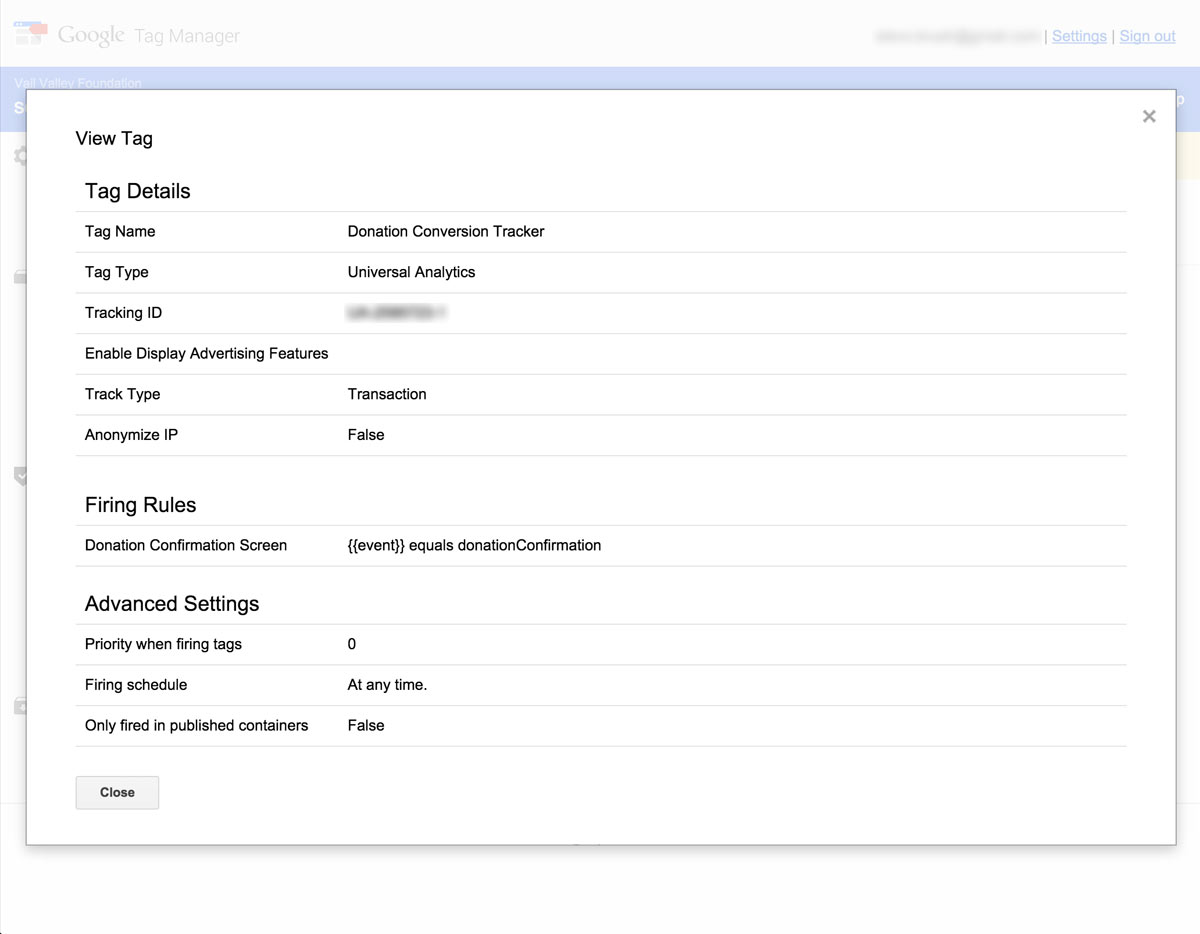 Google Tag Manager
| Settings | Sign out
Vail Valley Foundation
View Tag
Tag Details
Tag Name Donation Conversion Tracker
Tag Type Universal Analytics
Tracking ID
Enable Display Advertising Features
Track Type Transaction
Anonymize IP False
Firing Rules
Donation Confirmation Screen {{event}} equals donationConfirmation
Advanced Settings
Priority when firing tags 0
Firing schedule At any time.
Only fired in published containers False
Close